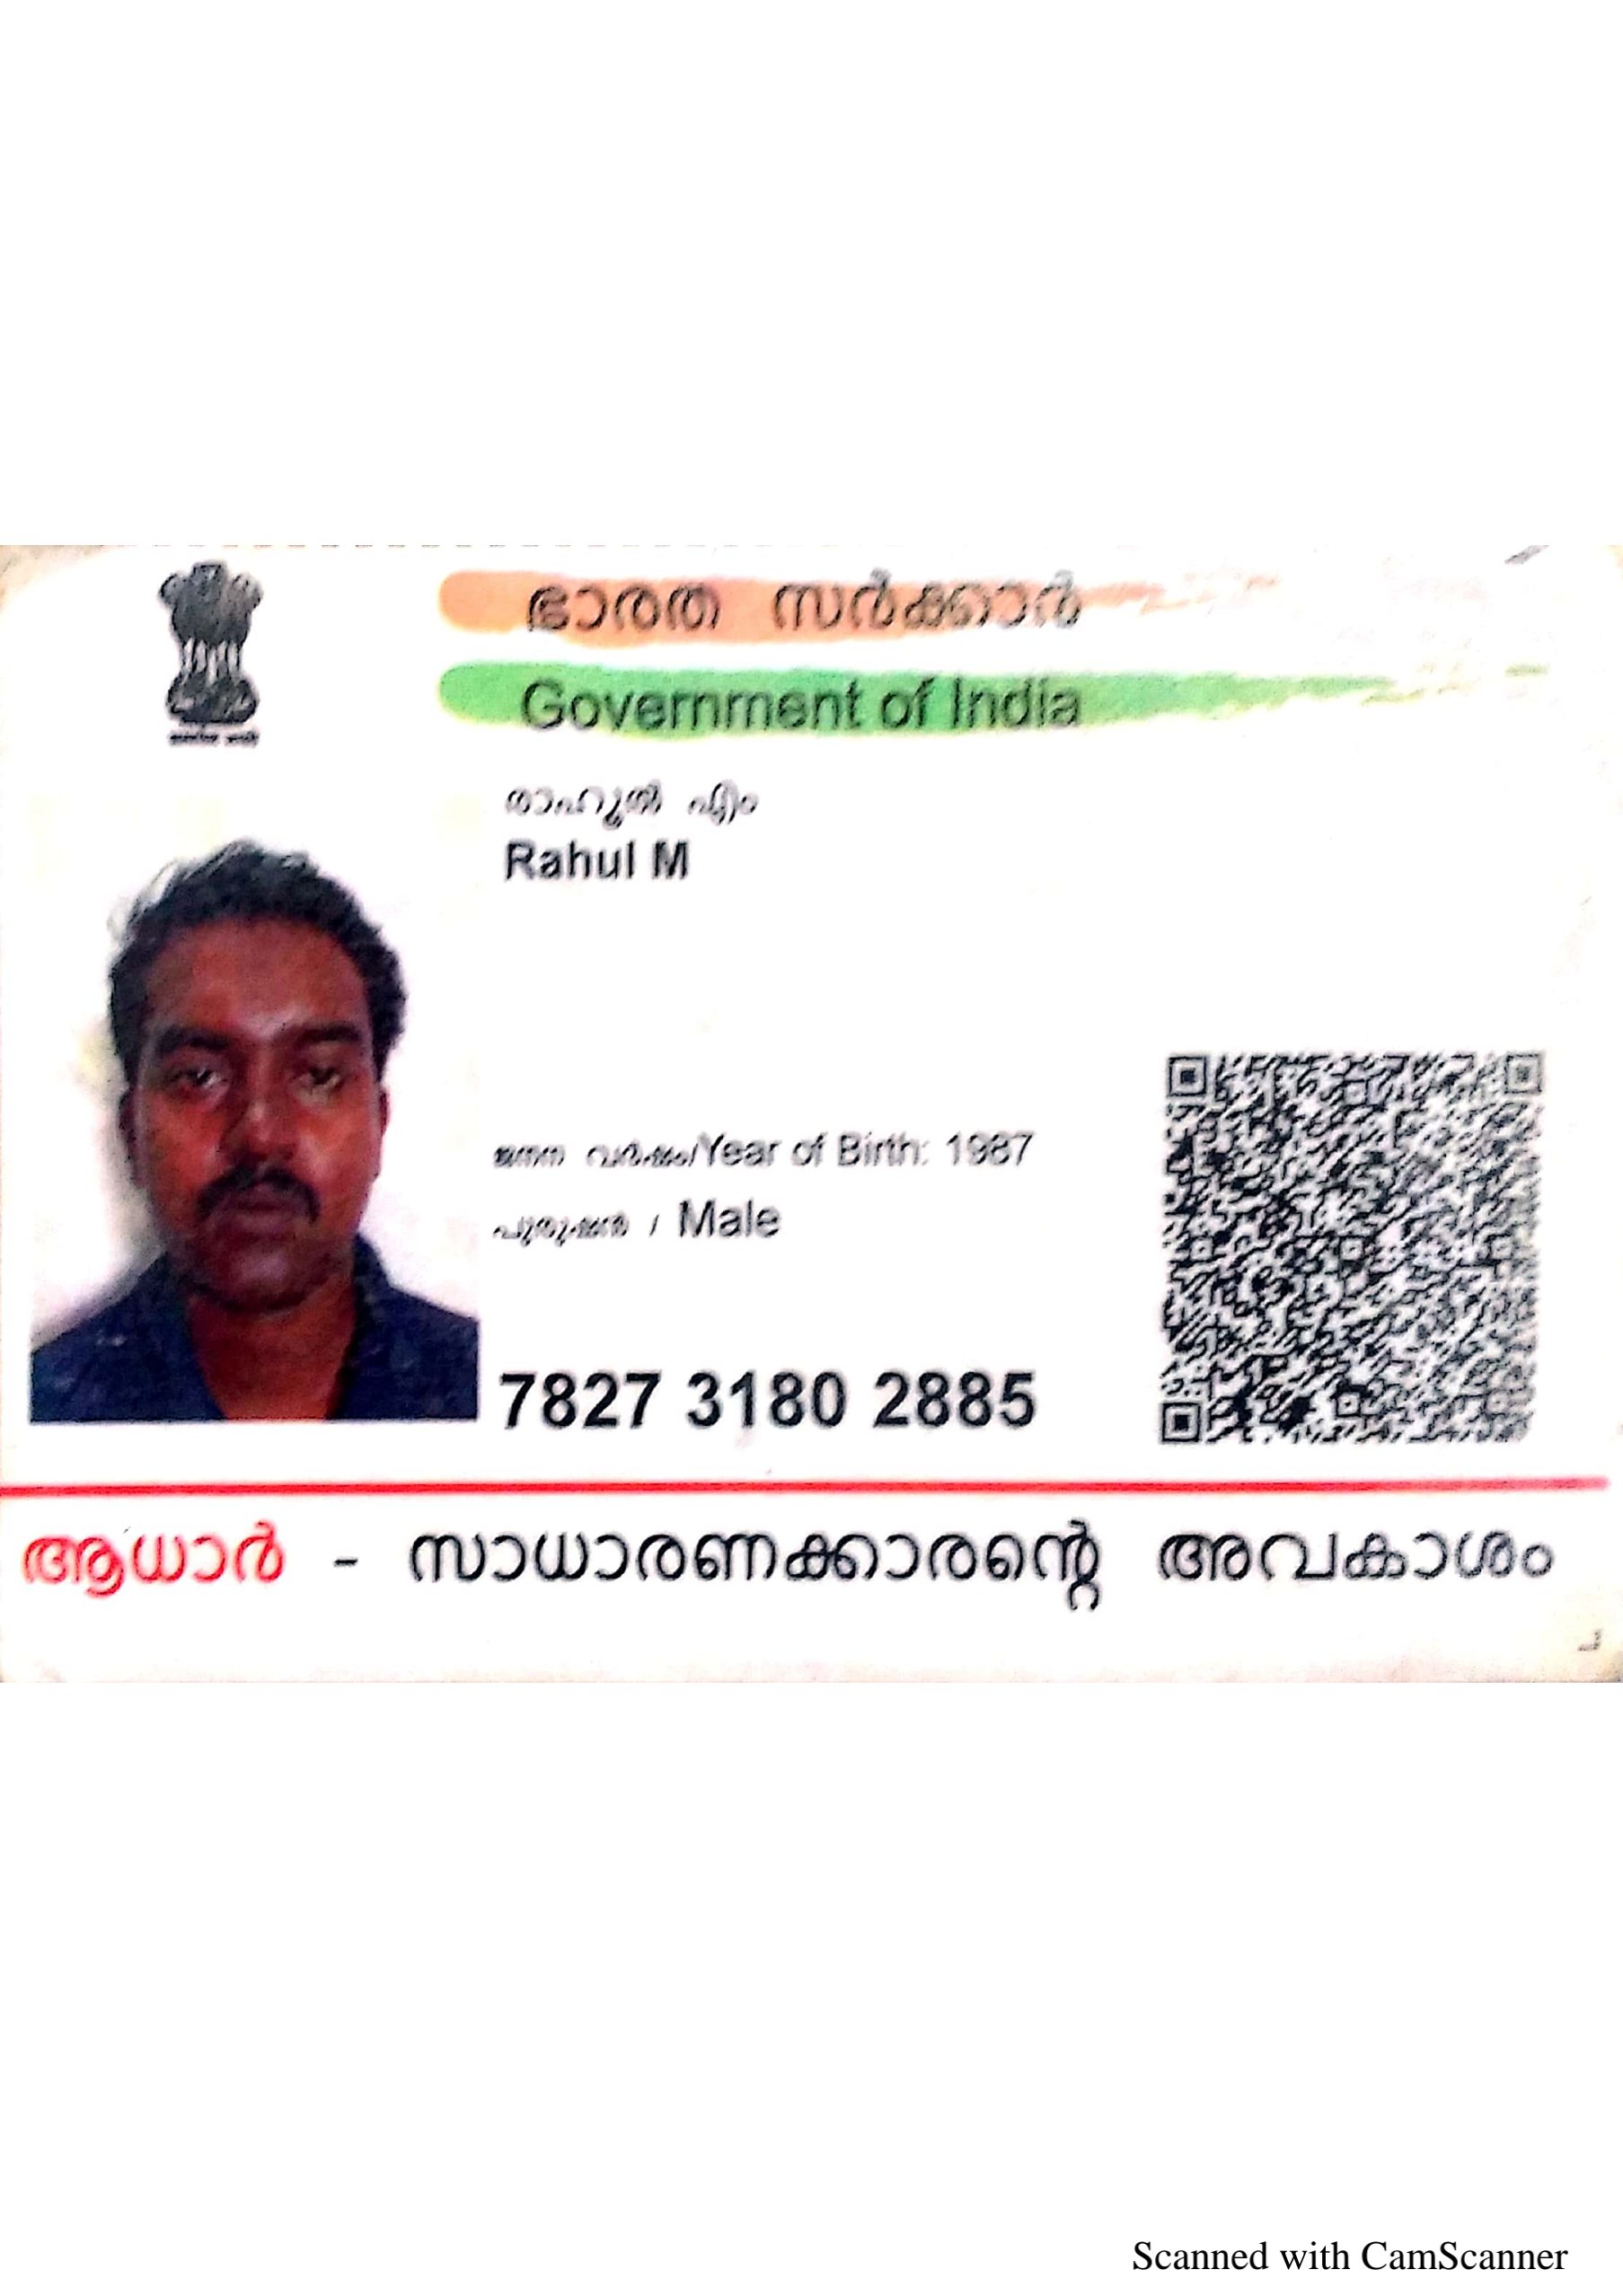 ഭാരത സർക്കാർ
Government of India
രാഹൂൽ എം
Rahul M
ജനന വർഷം/Year of Birth: 1987
പുരുഷൻ / Male
7827 3180 2885
ആധാർ - സാധാരണക്കാരന്റെ അവകാശം
Scanned with CamScanner